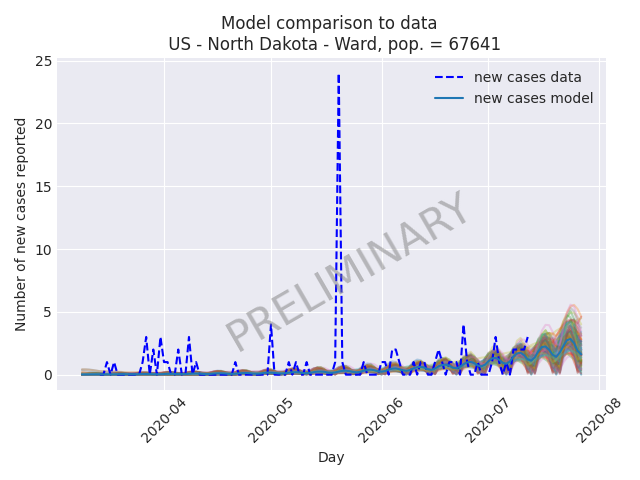 Model comparison to data
US - North Dakota - Ward, pop. = 67641
25
20
15
10
5
0
Number of new cases reported
new cases data
new cases model
PRELIMINARY
2020-04
2020-05
2020-06
2020-07
2020-08
Day